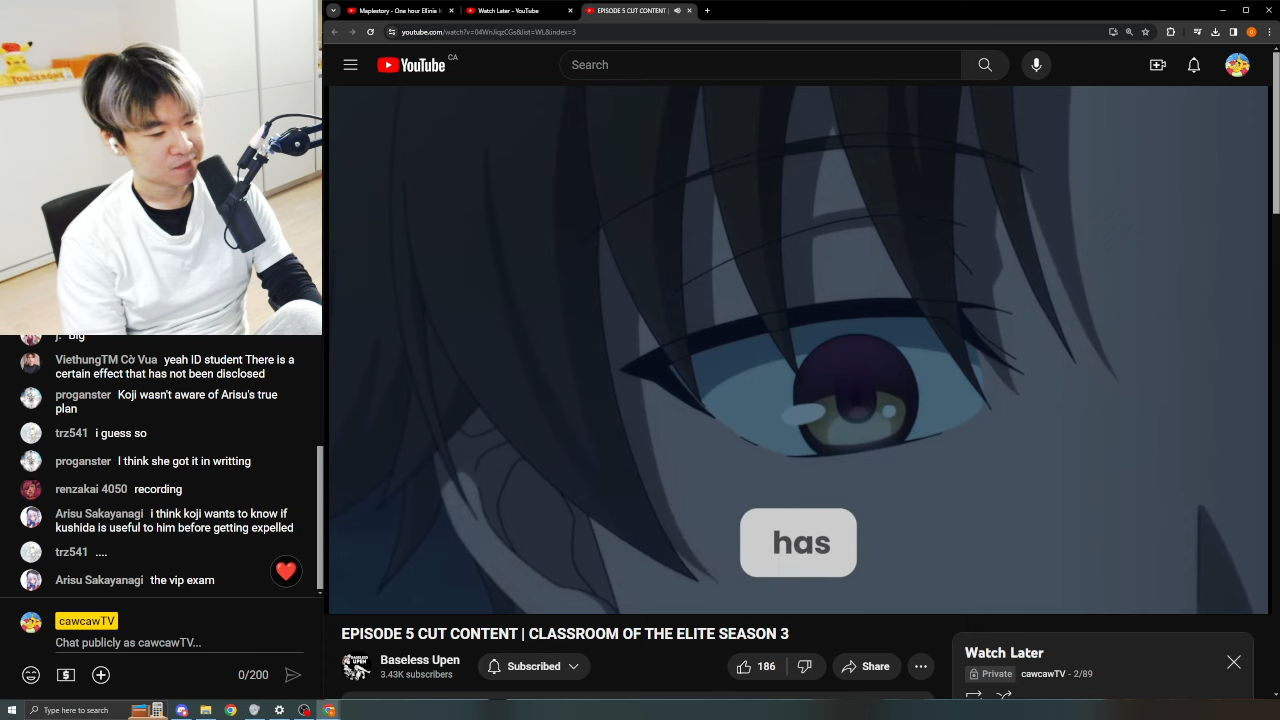 Maplestory - One hour Ellinia
Watch Later - YouTube
EPISODE 5 CUT CONTENT |
youtube.com/watch?v=04WnJiqzCGs&list=WL&index=3
YouTube CA
Search
has
J. Big
ViethungTM Cờ Vua yeah ID student There is a
certain effect that has not been disclosed
proganster Koji wasn't aware of Arisu's true
plan
trz541 i guess so
proganster I think she got it in writting
renzakai 4050 recording
Arisu Sakayanagi i think koji wants to know if
kushida is useful to him before getting expelled
trz541 ....
Arisu Sakayanagi the vip exam
cawcawTV
Chat publicly as cawcawTV...
0/200
EPISODE 5 CUT CONTENT | CLASSROOM OF THE ELITE SEASON 3
Baseless Upen
3.43K subscribers
Subscribed
186
Share
Watch Later
Private cawcawTV - 2/89
Type here to search